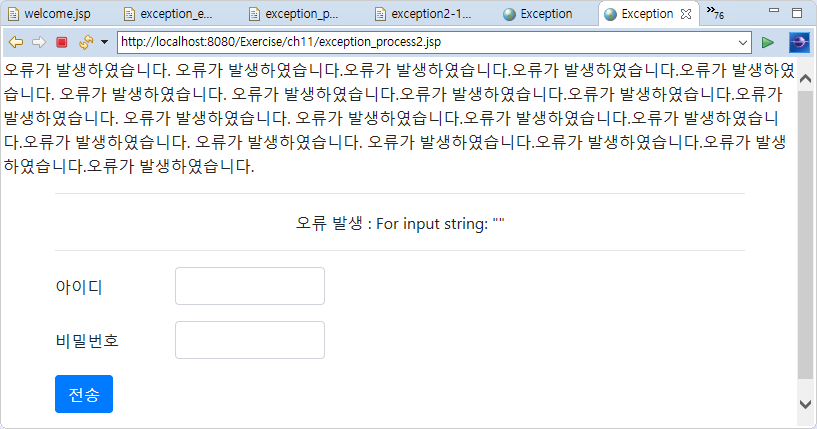 welcome.jsp exception_e... exception_p... exception2-1... Exception Exception 76
http://localhost:8080/Exercise/ch11/exception_process2.jsp
오류가 발생하였습니다. 오류가 발생하였습니다.오류가 발생하였습니다.오류가 발생하였습니다.오류가 발생하였
습니다. 오류가 발생하였습니다. 오류가 발생하였습니다.오류가 발생하였습니다.오류가 발생하였습니다.오류가
발생하였습니다. 오류가 발생하였습니다. 오류가 발생하였습니다.오류가 발생하였습니다.오류가 발생하였습니
다.오류가 발생하였습니다. 오류가 발생하였습니다. 오류가 발생하였습니다.오류가 발생하였습니다.오류가 발생
하였습니다.오류가 발생하였습니다.
오류 발생 : For input string: ""
아이디
비밀번호
전송